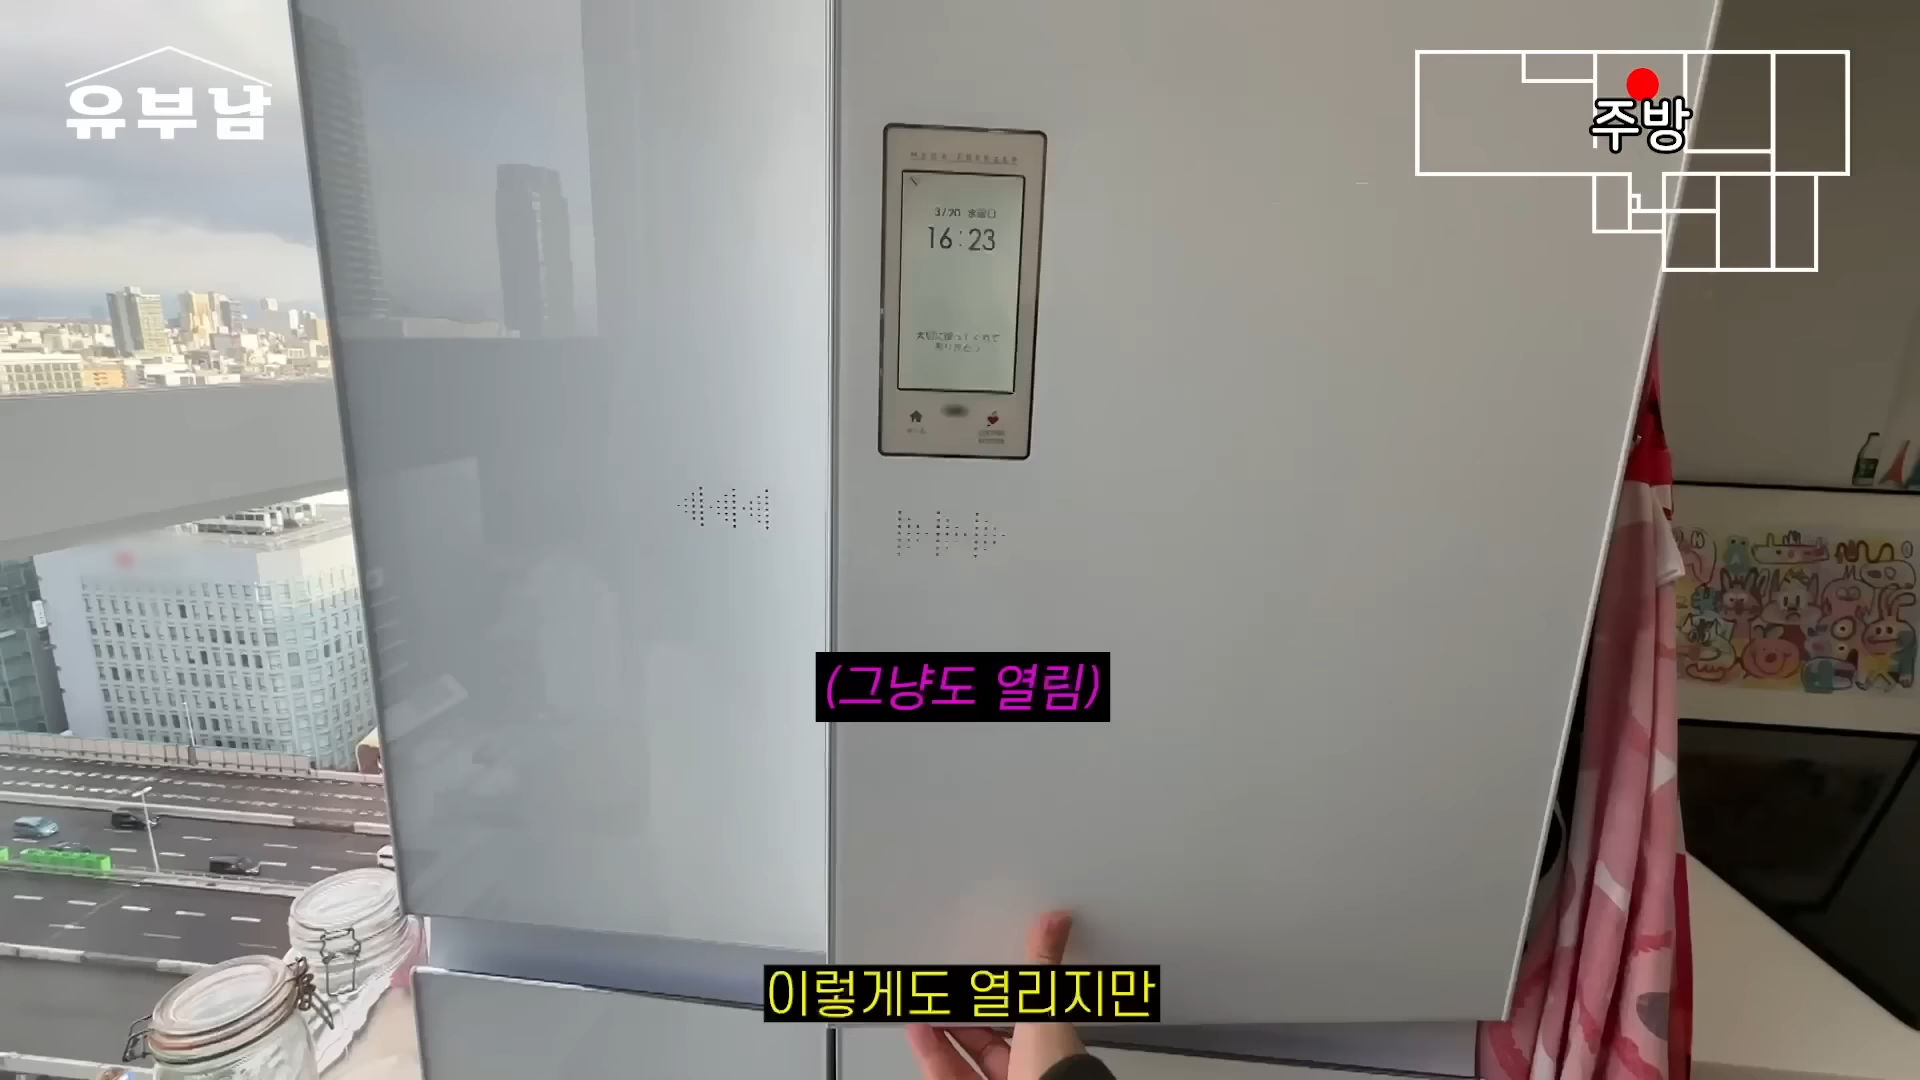 유부남
주방
3/20 水曜日
16:23
(그냥도 열림)
이렇게도 열리지만